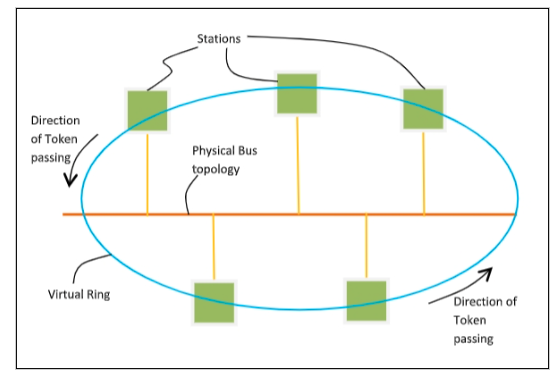 Stations
Direction
of Token
passing
Physical Bus
topology
Virtual Ring
Direction of
Token
passing